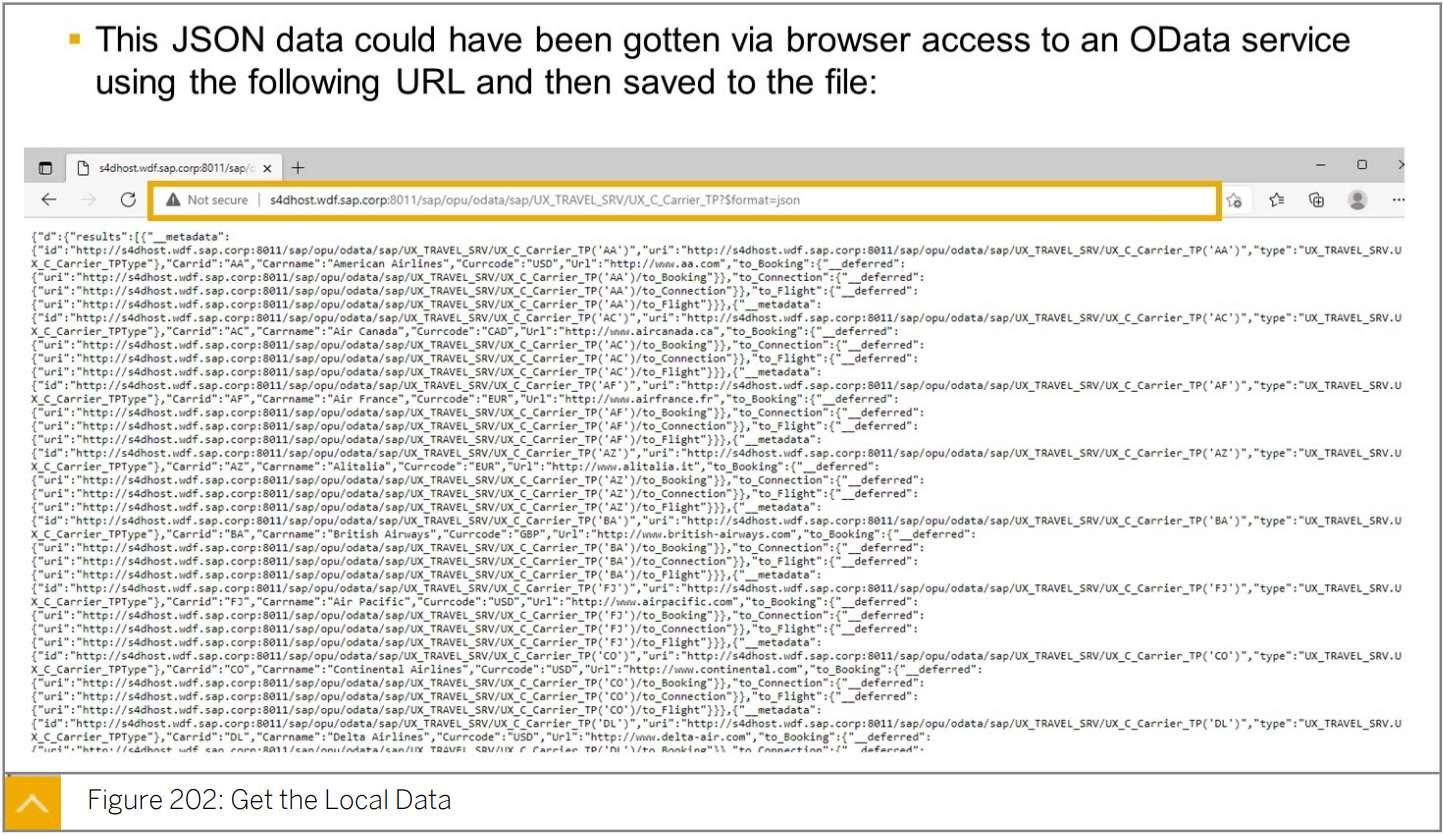 This JSON data could have been gotten via browser access to an OData service
using the following URL and then saved to the file:
s4dhost.wdf.sap.corp:8011/sap/o
Not secure | s4dhost.wdf.sap.corp:8011/sap/opu/odata/sap/UX_TRAVEL_SRV/UX_C_Carrier_TP?$format=json
{"d":{"results":[{"__metadata":
{"id":"http://s4dhost.wdf.sap.corp:8011/sap/opu/odata/sap/UX_TRAVEL_SRV/UX_C_Carrier_TP('AA')","uri":"http://s4dhost.wdf.sap.corp:8011/sap/opu/odata/sap/UX_TRAVEL_SRV/UX_C_Carrier_TP('AA')","type":"UX_TRAVEL_SRV.U
X_C_Carrier_TPType"},"Carrid":"AA","Carrname":"American Airlines","Currcode":"USD","Url":"http://www.aa.com","to_Booking":{"__deferred":
{"uri":"http://s4dhost.wdf.sap.corp:8011/sap/opu/odata/sap/UX_TRAVEL_SRV/UX_C_Carrier_TP('AA')/to_Booking"}},"to_Connection":{"__deferred":
{"uri":"http://s4dhost.wdf.sap.corp:8011/sap/opu/odata/sap/UX_TRAVEL_SRV/UX_C_Carrier_TP('AA')/to_Connection"}},"to_Flight":{"__deferred":
{"uri":"http://s4dhost.wdf.sap.corp:8011/sap/opu/odata/sap/UX_TRAVEL_SRV/UX_C_Carrier_TP('AA')/to_Flight"}}},{"__metadata":
{"id":"http://s4dhost.wdf.sap.corp:8011/sap/opu/odata/sap/UX_TRAVEL_SRV/UX_C_Carrier_TP('AC')","uri":"http://s4dhost.wdf.sap.corp:8011/sap/opu/odata/sap/UX_TRAVEL_SRV/UX_C_Carrier_TP('AC')","type":"UX_TRAVEL_SRV.U
X_C_Carrier_TPType"},"Carrid":"AC","Carrname":"Air Canada","Currcode":"CAD","Url":"http://www.aircanada.ca","to_Booking":{"__deferred":
{"uri":"http://s4dhost.wdf.sap.corp:8011/sap/opu/odata/sap/UX_TRAVEL_SRV/UX_C_Carrier_TP('AC')/to_Booking"}},"to_Connection":{"__deferred":
{"uri":"http://s4dhost.wdf.sap.corp:8011/sap/opu/odata/sap/UX_TRAVEL_SRV/UX_C_Carrier_TP('AC')/to_Connection"}},"to_Flight":{"__deferred":
{"uri":"http://s4dhost.wdf.sap.corp:8011/sap/opu/odata/sap/UX_TRAVEL_SRV/UX_C_Carrier_TP('AC')/to_Flight"}}},{"__metadata":
{"id":"http://s4dhost.wdf.sap.corp:8011/sap/opu/odata/sap/UX_TRAVEL_SRV/UX_C_Carrier_TP('AF')","uri":"http://s4dhost.wdf.sap.corp:8011/sap/opu/odata/sap/UX_TRAVEL_SRV/UX_C_Carrier_TP('AF')","type":"UX_TRAVEL_SRV.U
X_C_Carrier_TPType"},"Carrid":"AF","Carrname":"Air France","Currcode":"EUR","Url":"http://www.airfrance.fr","to_Booking":{"__deferred":
{"uri":"http://s4dhost.wdf.sap.corp:8011/sap/opu/odata/sap/UX_TRAVEL_SRV/UX_C_Carrier_TP('AF')/to_Booking"}},"to_Connection":{"__deferred":
{"uri":"http://s4dhost.wdf.sap.corp:8011/sap/opu/odata/sap/UX_TRAVEL_SRV/UX_C_Carrier_TP('AF')/to_Connection"}},"to_Flight":{"__deferred":
{"uri":"http://s4dhost.wdf.sap.corp:8011/sap/opu/odata/sap/UX_TRAVEL_SRV/UX_C_Carrier_TP('AF')/to_Flight"}}},{"__metadata":
{"id":"http://s4dhost.wdf.sap.corp:8011/sap/opu/odata/sap/UX_TRAVEL_SRV/UX_C_Carrier_TP('AZ')","uri":"http://s4dhost.wdf.sap.corp:8011/sap/opu/odata/sap/UX_TRAVEL_SRV/UX_C_Carrier_TP('AZ')","type":"UX_TRAVEL_SRV.U
X_C_Carrier_TPType"},"Carrid":"AZ","Carrname":"Alitalia","Currcode":"EUR","Url":"http://www.alitalia.it","to_Booking":{"__deferred":
{"uri":"http://s4dhost.wdf.sap.corp:8011/sap/opu/odata/sap/UX_TRAVEL_SRV/UX_C_Carrier_TP('AZ')/to_Booking"}},"to_Connection":{"__deferred":
{"uri":"http://s4dhost.wdf.sap.corp:8011/sap/opu/odata/sap/UX_TRAVEL_SRV/UX_C_Carrier_TP('AZ')/to_Connection"}},"to_Flight":{"__deferred":
{"uri":"http://s4dhost.wdf.sap.corp:8011/sap/opu/odata/sap/UX_TRAVEL_SRV/UX_C_Carrier_TP('AZ')/to_Flight"}}},{"__metadata":
{"id":"http://s4dhost.wdf.sap.corp:8011/sap/opu/odata/sap/UX_TRAVEL_SRV/UX_C_Carrier_TP('BA')","uri":"http://s4dhost.wdf.sap.corp:8011/sap/opu/odata/sap/UX_TRAVEL_SRV/UX_C_Carrier_TP('BA')","type":"UX_TRAVEL_SRV.U
X_C_Carrier_TPType"},"Carrid":"BA","Carrname":"British Airways","Currcode":"GBP","Url":"http://www.british-airways.com","to_Booking":{"__deferred":
{"uri":"http://s4dhost.wdf.sap.corp:8011/sap/opu/odata/sap/UX_TRAVEL_SRV/UX_C_Carrier_TP('BA')/to_Booking"}},"to_Connection":{"__deferred":
{"uri":"http://s4dhost.wdf.sap.corp:8011/sap/opu/odata/sap/UX_TRAVEL_SRV/UX_C_Carrier_TP('BA')/to_Connection"}},"to_Flight":{"__deferred":
{"uri":"http://s4dhost.wdf.sap.corp:8011/sap/opu/odata/sap/UX_TRAVEL_SRV/UX_C_Carrier_TP('BA')/to_Flight"}}},{"__metadata":
{"id":"http://s4dhost.wdf.sap.corp:8011/sap/opu/odata/sap/UX_TRAVEL_SRV/UX_C_Carrier_TP('FJ')","uri":"http://s4dhost.wdf.sap.corp:8011/sap/opu/odata/sap/UX_TRAVEL_SRV/UX_C_Carrier_TP('FJ')","type":"UX_TRAVEL_SRV.U
X_C_Carrier_TPType"},"Carrid":"FJ","Carrname":"Air Pacific","Currcode":"USD","Url":"http://www.airpacific.com","to_Booking":{"__deferred":
{"uri":"http://s4dhost.wdf.sap.corp:8011/sap/opu/odata/sap/UX_TRAVEL_SRV/UX_C_Carrier_TP('FJ')/to_Booking"}},"to_Connection":{"__deferred":
{"uri":"http://s4dhost.wdf.sap.corp:8011/sap/opu/odata/sap/UX_TRAVEL_SRV/UX_C_Carrier_TP('FJ')/to_Connection"}},"to_Flight":{"__deferred":
{"uri":"http://s4dhost.wdf.sap.corp:8011/sap/opu/odata/sap/UX_TRAVEL_SRV/UX_C_Carrier_TP('FJ')/to_Flight"}}},{"__metadata":
{"id":"http://s4dhost.wdf.sap.corp:8011/sap/opu/odata/sap/UX_TRAVEL_SRV/UX_C_Carrier_TP('CO')","uri":"http://s4dhost.wdf.sap.corp:8011/sap/opu/odata/sap/UX_TRAVEL_SRV/UX_C_Carrier_TP('CO')","type":"UX_TRAVEL_SRV.U
X_C_Carrier_TPType"},"Carrid":"CO","Carrname":"Continental Airlines","Currcode":"USD","Url":"http://www.continental.com","to_Booking":{"__deferred":
{"uri":"http://s4dhost.wdf.sap.corp:8011/sap/opu/odata/sap/UX_TRAVEL_SRV/UX_C_Carrier_TP('CO')/to_Booking"}},"to_Connection":{"__deferred":
{"uri":"http://s4dhost.wdf.sap.corp:8011/sap/opu/odata/sap/UX_TRAVEL_SRV/UX_C_Carrier_TP('CO')/to_Connection"}},"to_Flight":{"__deferred":
{"uri":"http://s4dhost.wdf.sap.corp:8011/sap/opu/odata/sap/UX_TRAVEL_SRV/UX_C_Carrier_TP('CO')/to_Flight"}}},{"__metadata":
{"id":"http://s4dhost.wdf.sap.corp:8011/sap/opu/odata/sap/UX_TRAVEL_SRV/UX_C_Carrier_TP('DL')","uri":"http://s4dhost.wdf.sap.corp:8011/sap/opu/odata/sap/UX_TRAVEL_SRV/UX_C_Carrier_TP('DL')","type":"UX_TRAVEL_SRV.U
X_C_Carrier_TPType"},"Carrid":"DL","Carrname":"Delta Airlines","Currcode":"USD","Url":"http://www.delta-air.com","to_Booking":{"__deferred":
{"uri":"http://s4dhost.wdf.sap.corp:8011/sap/opu/odata/sap/UX_TRAVEL_SRV/UX_C_Carrier_TP('DL')/to_Booking"}},"to_Connection":{"__deferred":
Figure 202: Get the Local Data